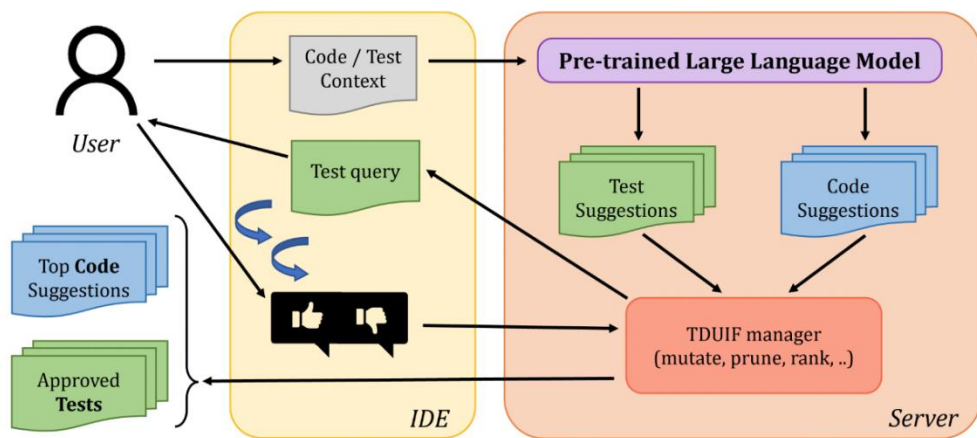 Code / Test
Context
Pre-trained Large Language Model
User
Test query
Test
Suggestions
Code
Suggestions
Top Code
Suggestions
TDUIF manager
(mutate, prune, rank, ..)
Approved
Tests
IDE
Server